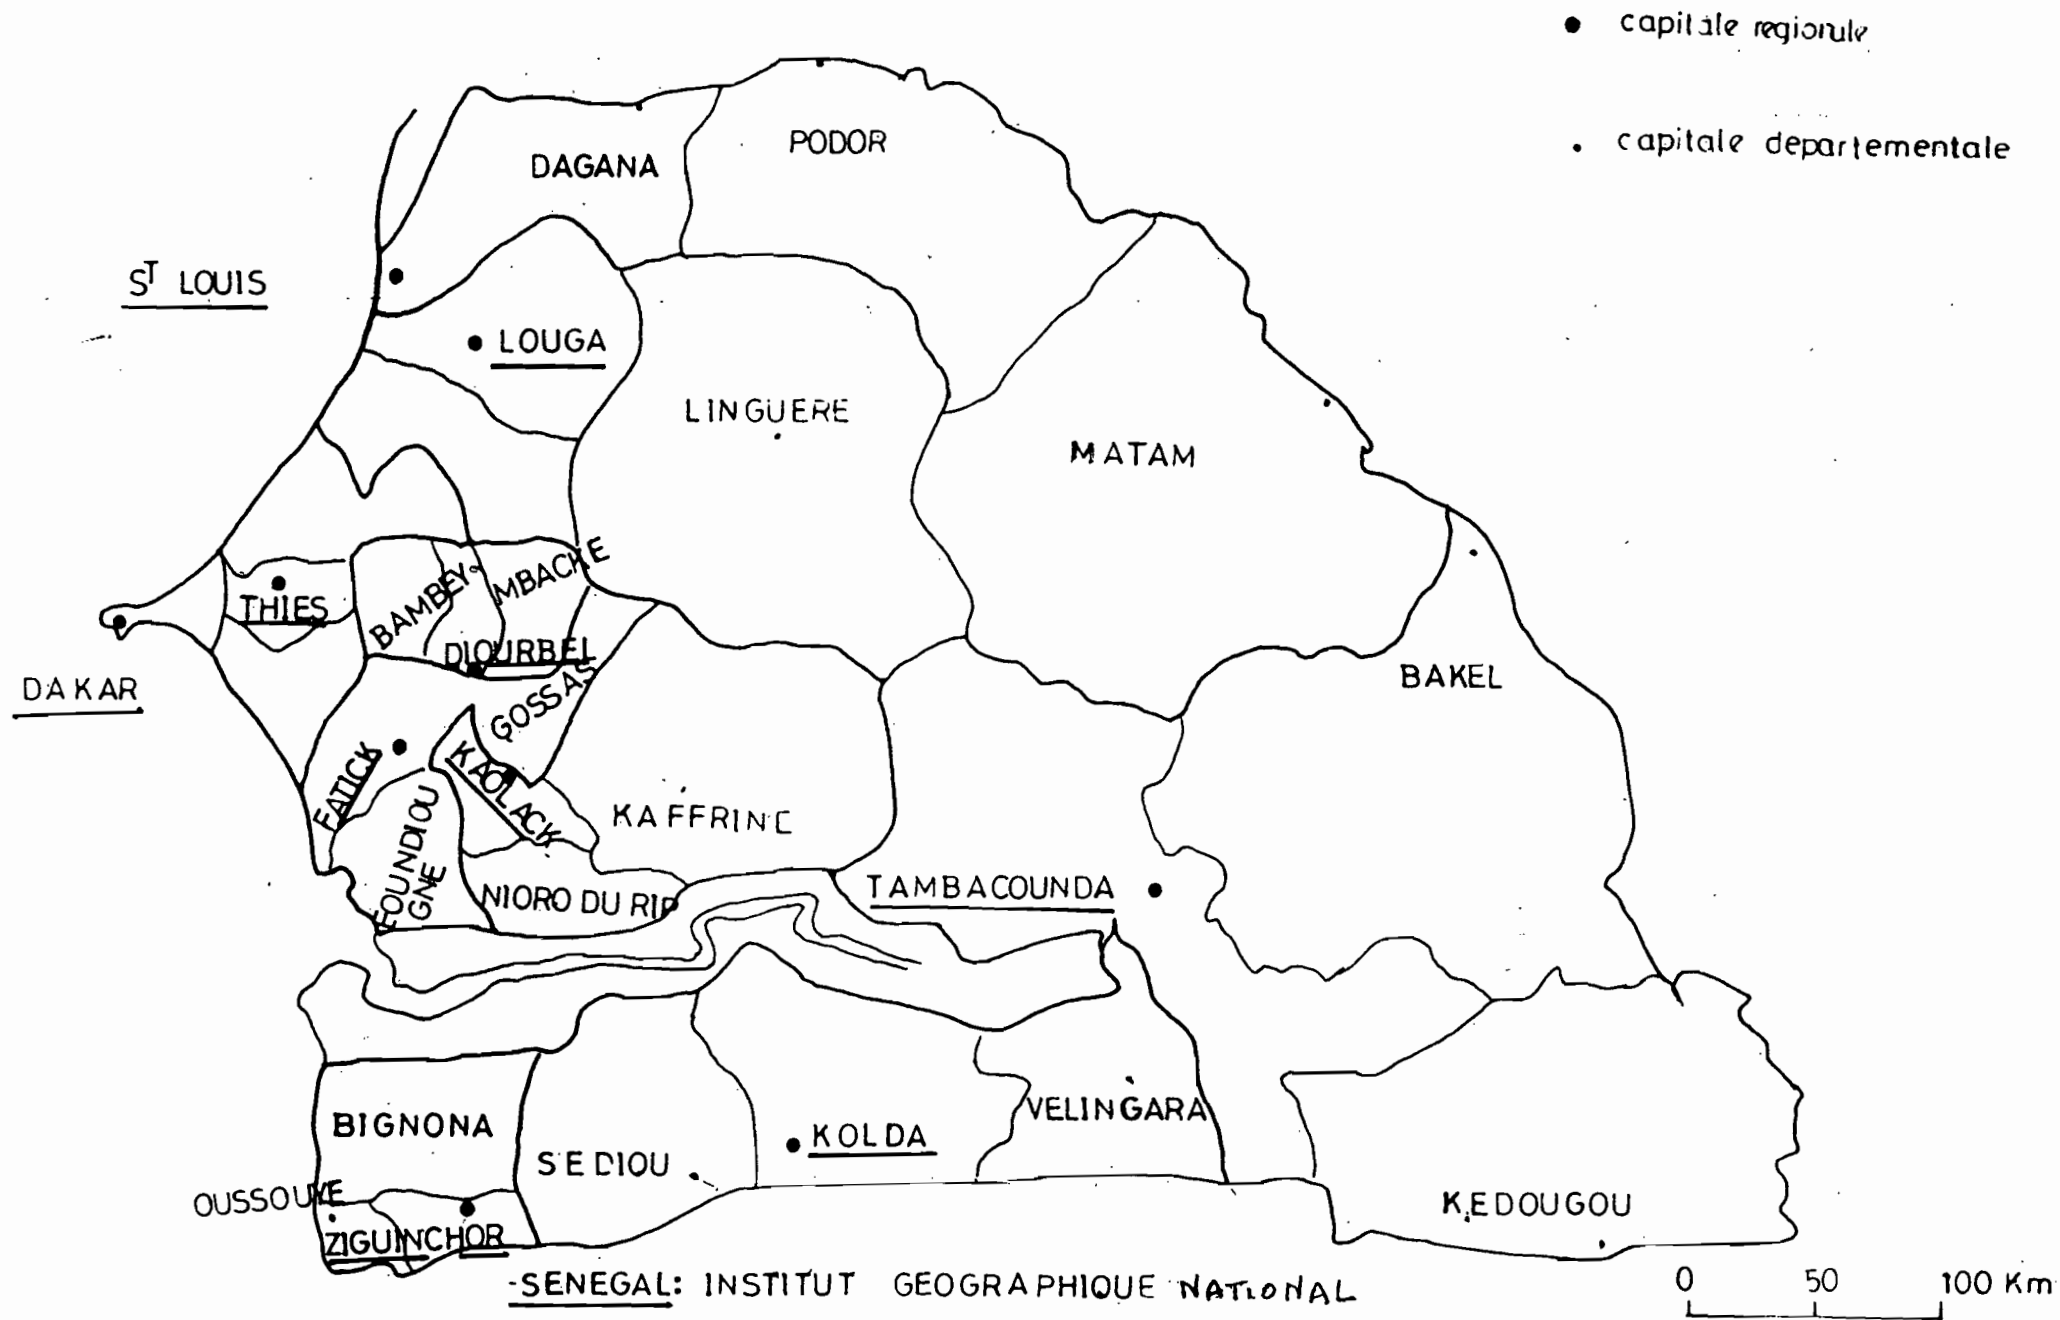 capitale regionale
capitale departementale
PODOR
DAGANA
ST LOUIS
LOUGA
LINGUERE
MATAM
THIES
BAMBEY
MBACKE
DIOURBEL
BAKEL
DAKAR
GOSSAS
FATICK
KAOLACK
FOUNDIOU
GNE
KAFFRINE
NIORO DU RIP
TAMBACOUNDA
BIGNONA
SEDIOU
KOLDA
VELINGARA
OUSSOUYE
ZIGUINCHOR
KEDOUGOU
SENEGAL: INSTITUT GEOGRAPHIQUE NATIONAL
0 50 100 Km